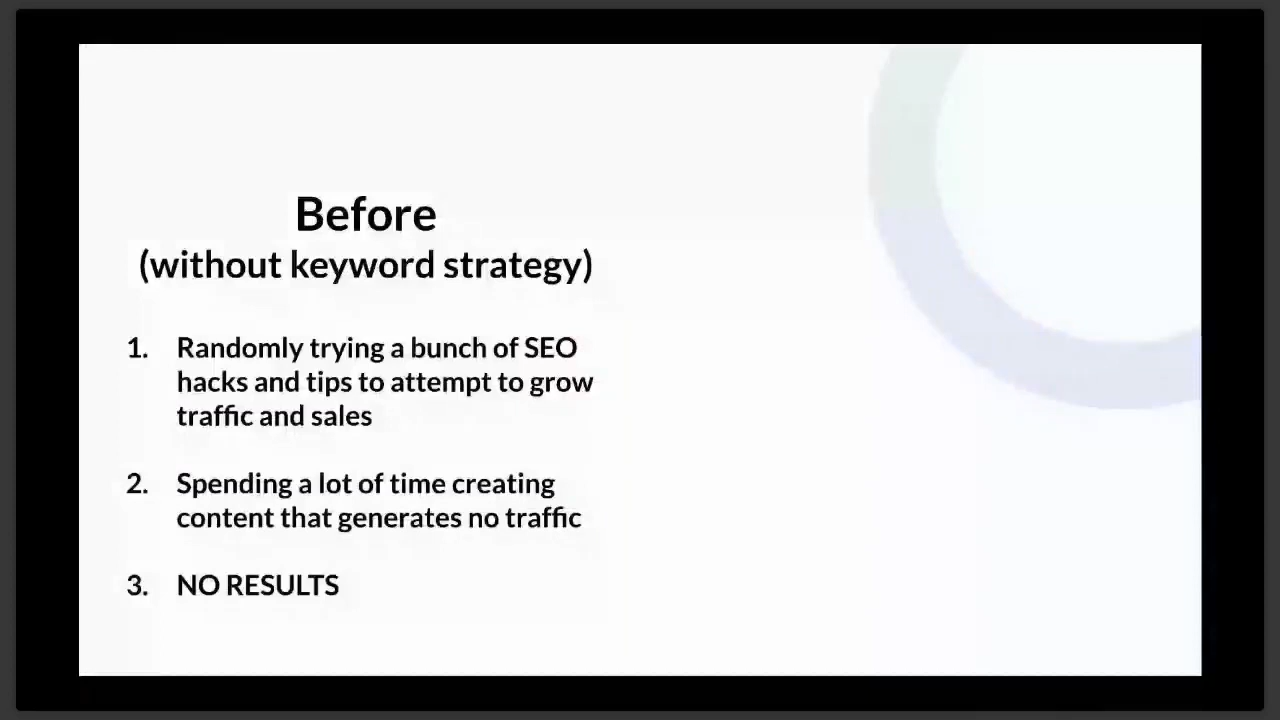 Before
(without keyword strategy)
1. Randomly trying a bunch of SEO
hacks and tips to attempt to grow
traffic and sales
2. Spending a lot of time creating
content that generates no traffic
3. NO RESULTS